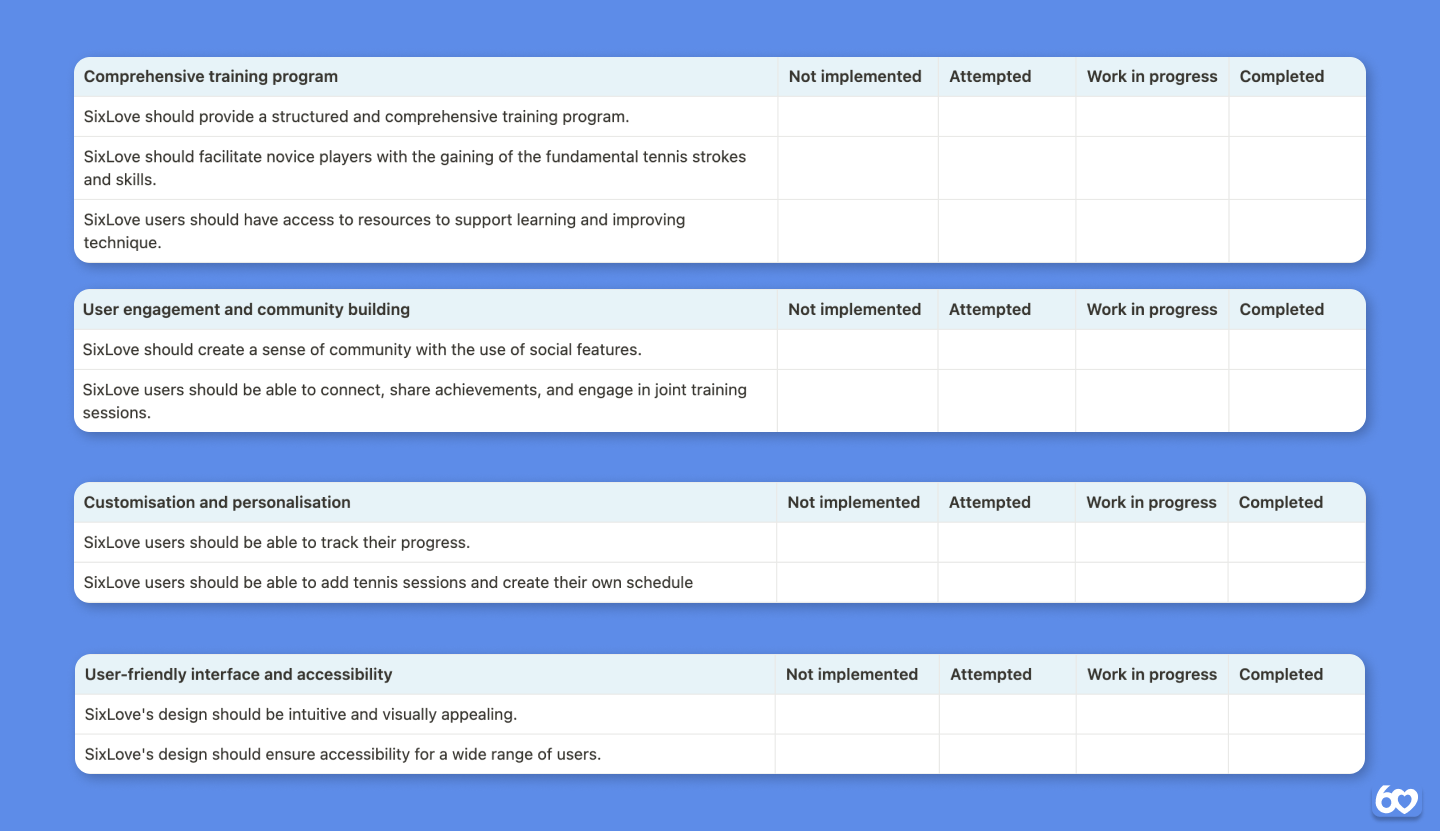 Comprehensive training program Not implemented Attempted Work in progress Completed
SixLove should provide a structured and comprehensive training program.
SixLove should facilitate novice players with the gaining of the fundamental tennis strokes
and skills.
SixLove users should have access to resources to support learning and improving
technique.
User engagement and community building Not implemented Attempted Work in progress Completed
SixLove should create a sense of community with the use of social features.
SixLove users should be able to connect, share achievements, and engage in joint training
sessions.
Customisation and personalisation Not implemented Attempted Work in progress Completed
SixLove users should be able to track their progress.
SixLove users should be able to add tennis sessions and create their own schedule
User-friendly interface and accessibility Not implemented Attempted Work in progress Completed
SixLove's design should be intuitive and visually appealing.
SixLove's design should ensure accessibility for a wide range of users.
6